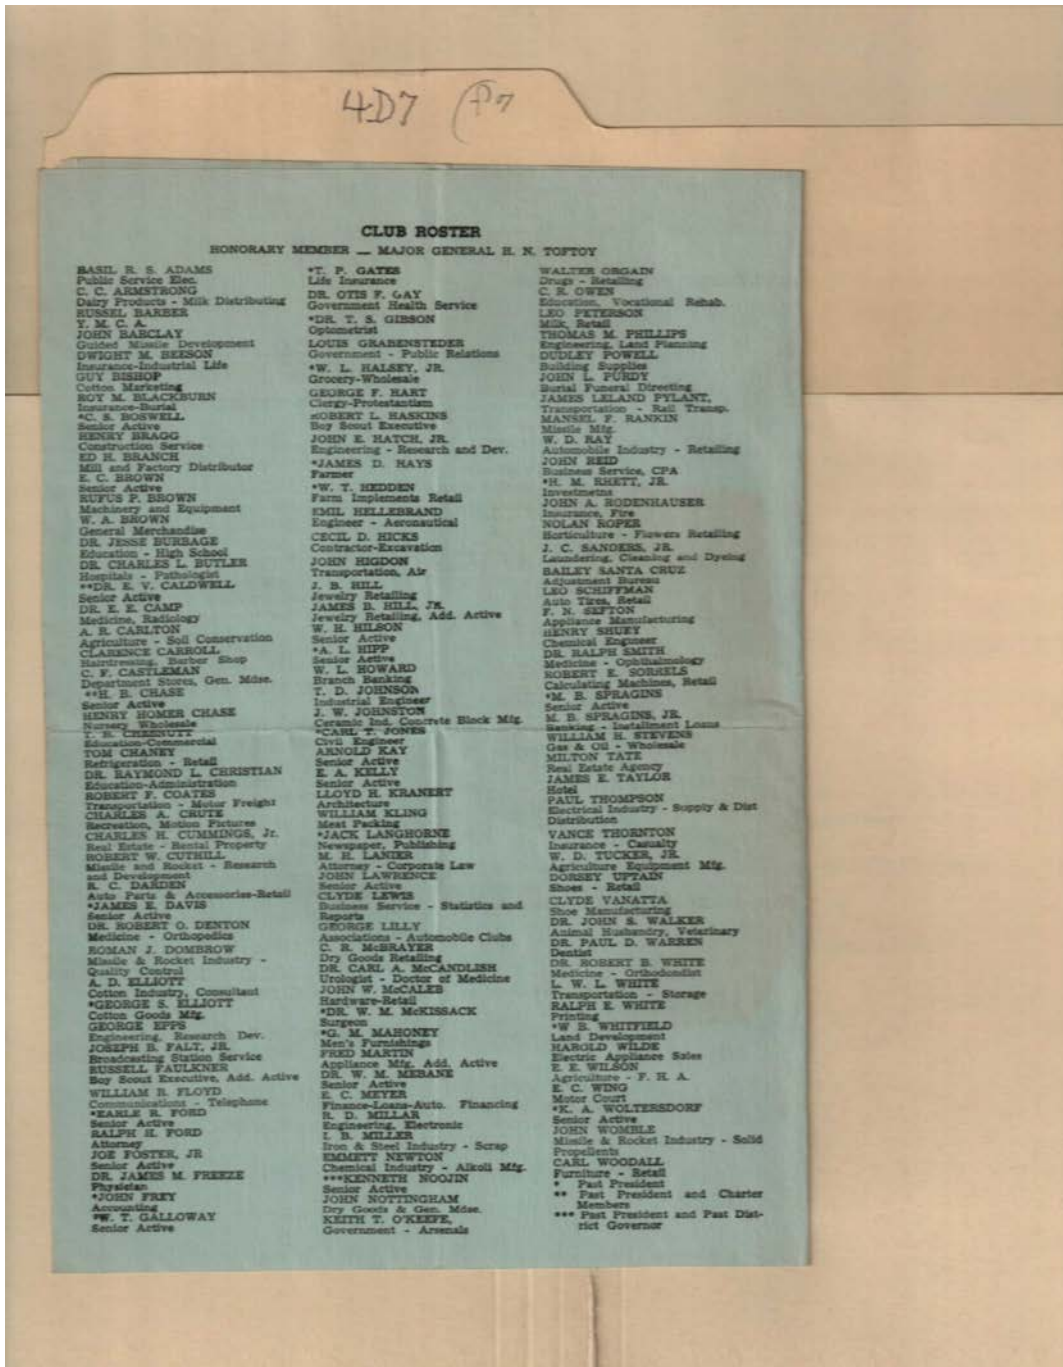 4D7
CLUB ROSTER
HONORARY MEMBER — MAJOR GENERAL H. N. TOFTOY
BASIL R. S. ADAMS
Public Service Elec.
C. C. ARMSTRONG
Dairy Products - Milk Distributing
RUSSEL BARBER
Y. M. C. A.
JOHN BARCLAY
Guided Missile Development
DWIGHT M. BEESON
Insurance-Industrial Life
GUY BISHOP
Cotton Marketing
ROY M. BLACKBURN
Insurance-Burial
*C. S. BOSWELL
Senior Active
HENRY BRAGG
Construction Service
ED H. BRANCH
Mill and Factory Distributor
E. C. BROWN
Senior Active
RUFUS P. BROWN
Machinery and Equipment
W. A. BROWN
General Merchandise
DR. JESSE BURBAGE
Education - High School
DR. CHARLES L. BUTLER
Hospitals - Pathologist
**DR. E. V. CALDWELL
Senior Active
DR. E. E. CAMP
Medicine, Radiology
A. R. CARLTON
Agriculture - Soil Conservation
CLARENCE CARROLL
Hairdressing, Barber Shop
C. F. CASTLEMAN
Department Stores, Gen. Mdse.
**H. B. CHASE
Senior Active
HENRY HOMER CHASE
Nursery Wholesale
T. B. CHESNUTT
Education-Commercial
TOM CHANEY
Refrigeration - Retail
DR. RAYMOND L. CHRISTIAN
Education-Administration
ROBERT F. COATES
Transportation - Motor Freight
CHARLES A. CRUTE
Recreation, Motion Pictures
CHARLES H. CUMMINGS, Jr.
Real Estate - Rental Property
ROBERT W. CUTHILL
Missile and Rocket - Research
and Development
R. C. DARDEN
Auto Parts & Accessories-Retail
*JAMES E. DAVIS
Senior Active
DR. ROBERT O. DENTON
Medicine - Orthopedics
ROMAN J. DOMBROW
Missile & Rocket Industry -
Quality Control
A. D. ELLIOTT
Cotton Industry, Consultant
*GEORGE S. ELLIOTT
Cotton Goods Mfg.
GEORGE EPPS
Engineering, Research Dev.
JOSEPH B. FALT, JR.
Broadcasting Station Service
RUSSELL FAULKNER
Boy Scout Executive, Add. Active
WILLIAM R. FLOYD
Communications - Telephone
*EARLE R. FORD
Senior Active
RALPH H. FORD
Attorney
JOE FOSTER, JR
Senior Active
DR. JAMES M. FREEZE
Physician
*JOHN FREY
Accounting
*W. T. GALLOWAY
Senior Active
*T. P. GATES
Life Insurance
DR. OTIS F. GAY
Government Health Service
*DR. T. S. GIBSON
Optometrist
LOUIS GRABENSTEDER
Government - Public Relations
*W. L. HALSEY, JR.
Grocery-Wholesale
GEORGE F. HART
Clergy-Protestantism
ROBERT L. HASKINS
Boy Scout Executive
JOHN E. HATCH, JR.
Engineering - Research and Dev.
*JAMES D. HAYS
Farmer
*W. T. HEDDEN
Farm Implements Retail
EMIL HELLEBRAND
Engineer - Aeronautical
CECIL D. HICKS
Contractor-Excavation
JOHN HIGDON
Transportation, Air
J. B. HILL
Jewelry Retailing
JAMES B. HILL, JR.
Jewelry Retailing, Add. Active
W. H. HILSON
Senior Active
*A. L. HIPP
Senior Active
W. L. HOWARD
Branch Banking
T. D. JOHNSON
Industrial Engineer
J. W. JOHNSTON
Ceramic Ind. Concrete Block Mfg.
*CARL T. JONES
Civil Engineer
ARNOLD KAY
Senior Active
E. A. KELLY
Senior Active
LLOYD H. KRANERT
Architecture
WILLIAM KLING
Meat Packing
*JACK LANGHORNE
Newspaper, Publishing
M. H. LANIER
Attorney - Corporate Law
JOHN LAWRENCE
Senior Active
CLYDE LEWIS
Business Service - Statistics and
Reports
GEORGE LILLY
Associations - Automobile Clubs
C. R. McBRAYER
Dry Goods Retailing
DR. CARL A. McCANDLISH
Urologist - Doctor of Medicine
JOHN W. McCALEB
Hardware-Retail
*DR. W. M. McKISSACK
Surgeon
*G. M. MAHONEY
Men's Furnishings
FRED MARTIN
Appliance Mfg. Add. Active
DR. W. M. MEBANE
Senior Active
E. C. MEYER
Finance-Loans-Auto. Financing
R. D. MILLAR
Engineering, Electronic
I. B. MILLER
Iron & Steel Industry - Scrap
EMMETT NEWTON
Chemical Industry - Alkoli Mfg.
***KENNETH NOOJIN
Senior Active
JOHN NOTTINGHAM
Dry Goods & Gen. Mdse.
KEITH T. O'KEEFE,
Government - Arsenals
WALTER ORGAIN
Drugs - Retailing
C. R. OWEN
Education, Vocational Rehab.
LEO PETERSON
Milk, Retail
THOMAS M. PHILLIPS
Engineering, Land Planning
DUDLEY POWELL
Building Supplies
JOHN L. PURDY
Burial Funeral Directing
JAMES LELAND PYLANT,
Transportation - Rail Transp.
MANSEL F. RANKIN
Missile Mfg.
W. D. RAY
Automobile Industry - Retailing
JOHN REID
Business Service, CPA
*H. M. RHETT, JR.
Investmetns
JOHN A. RODENHAUSER
Insurance, Fire
NOLAN ROPER
Horticulture - Flowers Retailing
J. C. SANDERS, JR.
Laundering, Cleaning and Dyeing
BAILEY SANTA CRUZ
Adjustment Bureau
LEO SCHIFFMAN
Auto Tires, Retail
F. N. SEFTON
Appliance Manufacturing
HENRY SHUEY
Chemical Engineer
DR. RALPH SMITH
Medicine - Ophthalmology
ROBERT E. SORRELS
Calculating Machines, Retail
*M. B. SPRAGINS
Senior Active
M. B. SPRAGINS, JR.
Banking - Installment Loans
WILLIAM H. STEVENS
Gas & Oil - Wholesale
MILTON TATE
Real Estate Agency
JAMES E. TAYLOR
Hotel
PAUL THOMPSON
Electrical Industry - Supply & Dist
Distribution
VANCE THORNTON
Insurance - Casualty
W. D. TUCKER, JR.
Agriculture Equipment Mfg.
DORSEY UPTAIN
Shoes - Retail
CLYDE VANATTA
Shoe Manufacturing
DR. JOHN S. WALKER
Animal Husbandry, Vetarinary
DR. PAUL D. WARREN
Dentist
DR. ROBERT B. WHITE
Medicine - Orthodondist
L. W. L. WHITE
Transportation - Storage
RALPH E. WHITE
Printing
*W B. WHITFIELD
Land Development
HAROLD WILDE
Electric Appliance Sales
E. E. WILSON
Agriculture - F. H. A.
E. C. WING
Motor Court
*K. A. WOLTERSDORF
Senior Active
JOHN WOMBLE
Missile & Rocket Industry - Solid
Propellents
CARL WOODALL
Furniture - Retail
* Past President
** Past President and Charter
Members
*** Past President and Past Dist-
rict Governor